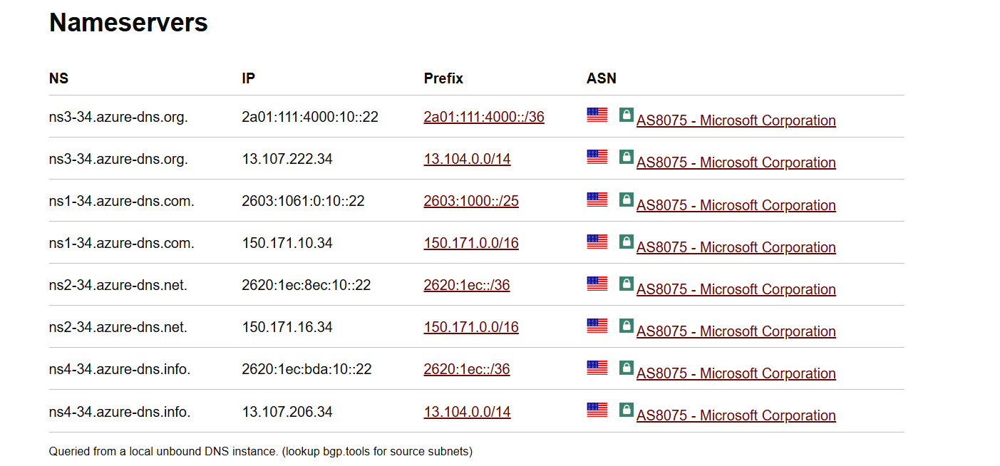 Nameservers
NS IP Prefix ASN
ns3-34.azure-dns.org. 2a01:111:4000:10::22 2a01:111:4000::/36 AS8075 - Microsoft Corporation
ns3-34.azure-dns.org. 13.107.222.34 13.104.0.0/14 AS8075 - Microsoft Corporation
ns1-34.azure-dns.com. 2603:1061:0:10::22 2603:1000::/25 AS8075 - Microsoft Corporation
ns1-34.azure-dns.com. 150.171.10.34 150.171.0.0/16 AS8075 - Microsoft Corporation
ns2-34.azure-dns.net. 2620:1ec:8ec:10::22 2620:1ec::/36 AS8075 - Microsoft Corporation
ns2-34.azure-dns.net. 150.171.16.34 150.171.0.0/16 AS8075 - Microsoft Corporation
ns4-34.azure-dns.info. 2620:1ec:bda:10::22 2620:1ec::/36 AS8075 - Microsoft Corporation
ns4-34.azure-dns.info. 13.107.206.34 13.104.0.0/14 AS8075 - Microsoft Corporation
Queried from a local unbound DNS instance. (lookup bgp.tools for source subnets)